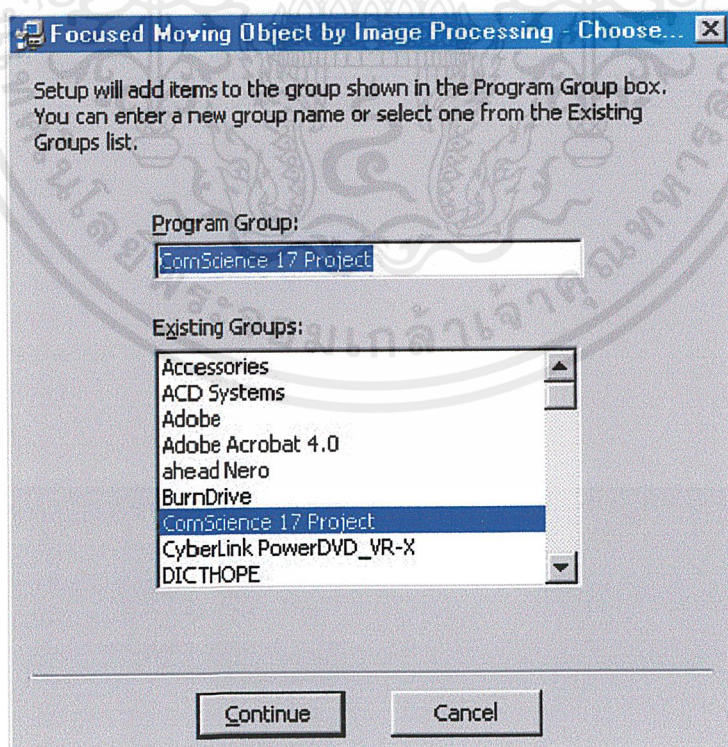 Focused Moving Object by Image Processing - Choose...
Setup will add items to the group shown in the Program Group box.
You can enter a new group name or select one from the Existing
Groups list.
Program Group:
ComScience 17 Project
Existing Groups:
Accessories
ACD Systems
Adobe
Adobe Acrobat 4.0
ahead Nero
BurnDrive
ComScience 17 Project
CyberLink PowerDVD_VR-X
DICTHOPE
Continue
Cancel